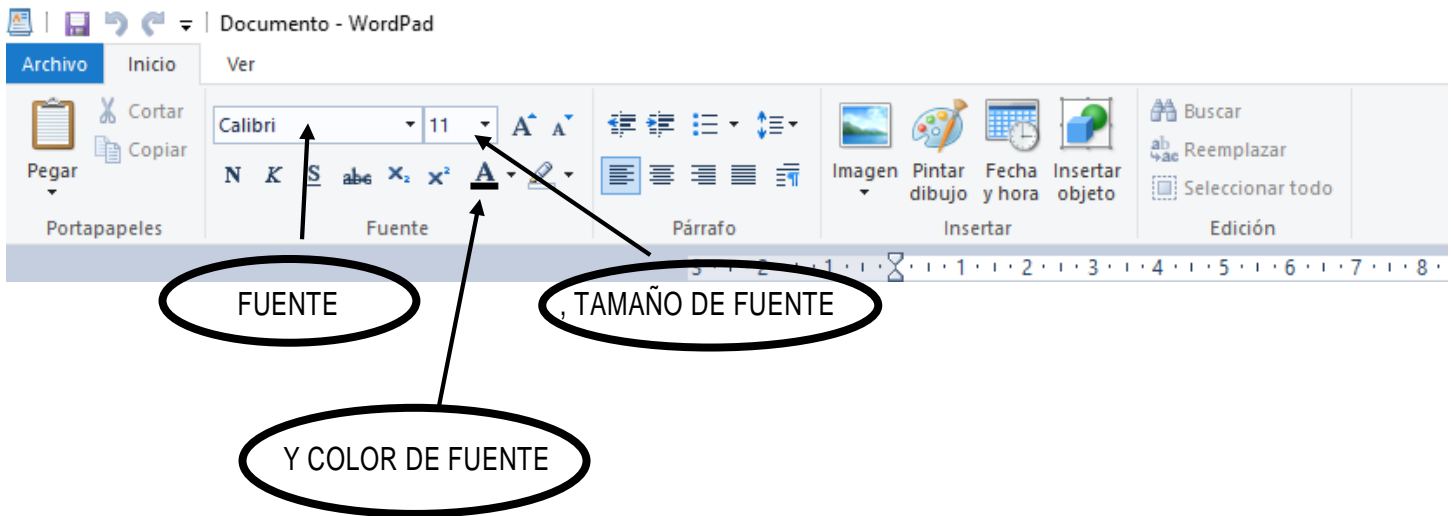 Documento - WordPad
Archivo Inicio Ver
Pegar
Cortar
Copiar
Portapapeles
Calibri 11 A A
N K S abc X₂ x² A
Fuente
Párrafo
Imagen
Pintar dibujo
Fecha y hora
Insertar objeto
Insertar
Buscar
Reemplazar
Seleccionar todo
Edición
3 2 1 1 2 3 4 5 6 7 8
FUENTE
, TAMAÑO DE FUENTE
Y COLOR DE FUENTE